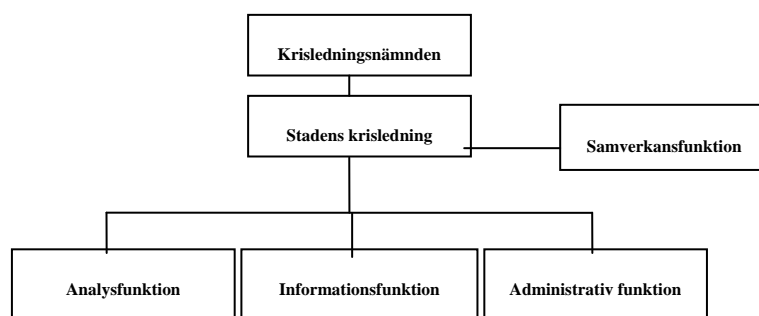 Krisledningsnämnden
Stadens krisledning
Samverkansfunktion
Analysfunktion
Informationsfunktion
Administrativ funktion